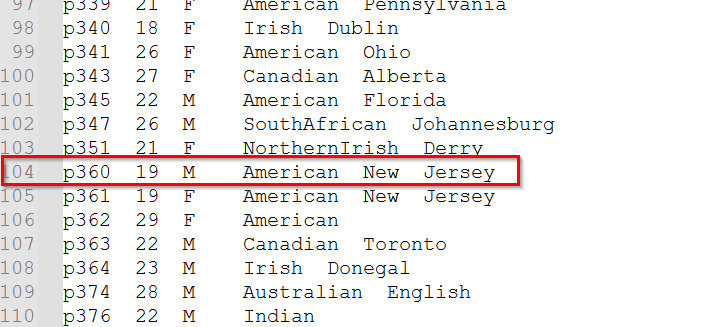 97 p339 21 F American Pennsylvania
98 p340 18 F Irish Dublin
99 p341 26 F American Ohio
100 p343 27 F Canadian Alberta
101 p345 22 M American Florida
102 p347 26 M SouthAfrican Johannesburg
103 p351 21 F NorthernIrish Derry
104 p360 19 M American New Jersey
105 p361 19 F American New Jersey
106 p362 29 F American
107 p363 22 M Canadian Toronto
108 p364 23 M Irish Donegal
109 p374 28 M Australian English
110 p376 22 M Indian